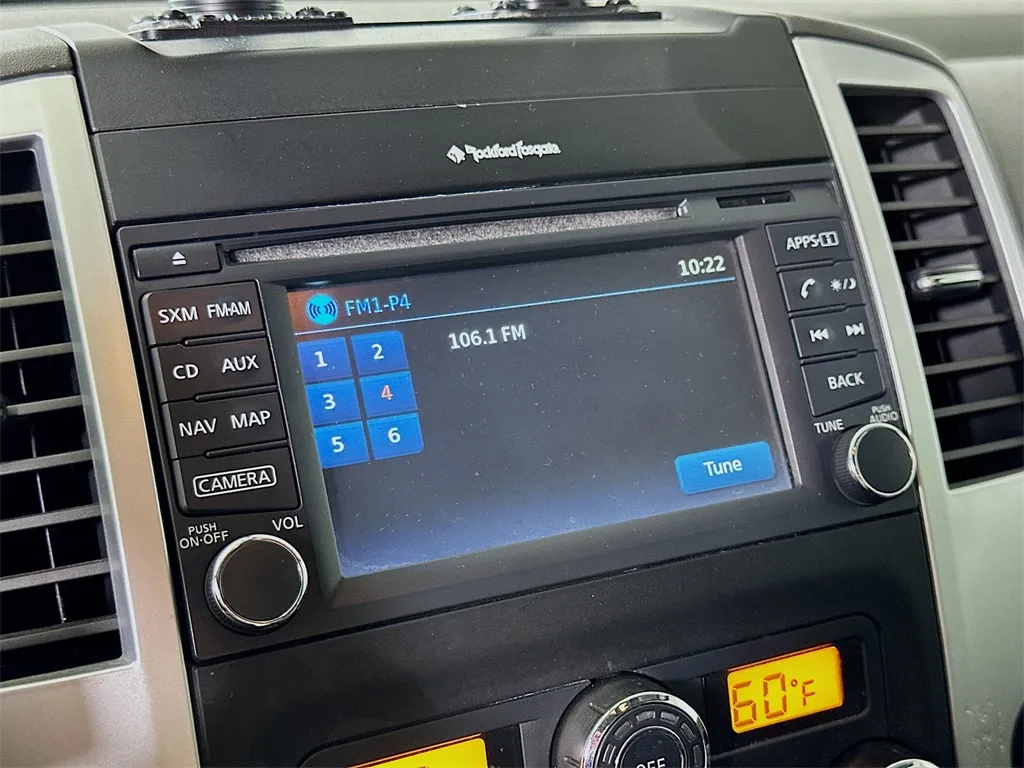 Rockford Fosgate
SXM FM·AM
CD AUX
NAV MAP
CAMERA
PUSH
ON·OFF
VOL
FM1-P4
10:22
106.1 FM
1 2
3 4
5 6
Tune
APPS i
BACK
TUNE
PUSH
AUDIO
60°F
OFF